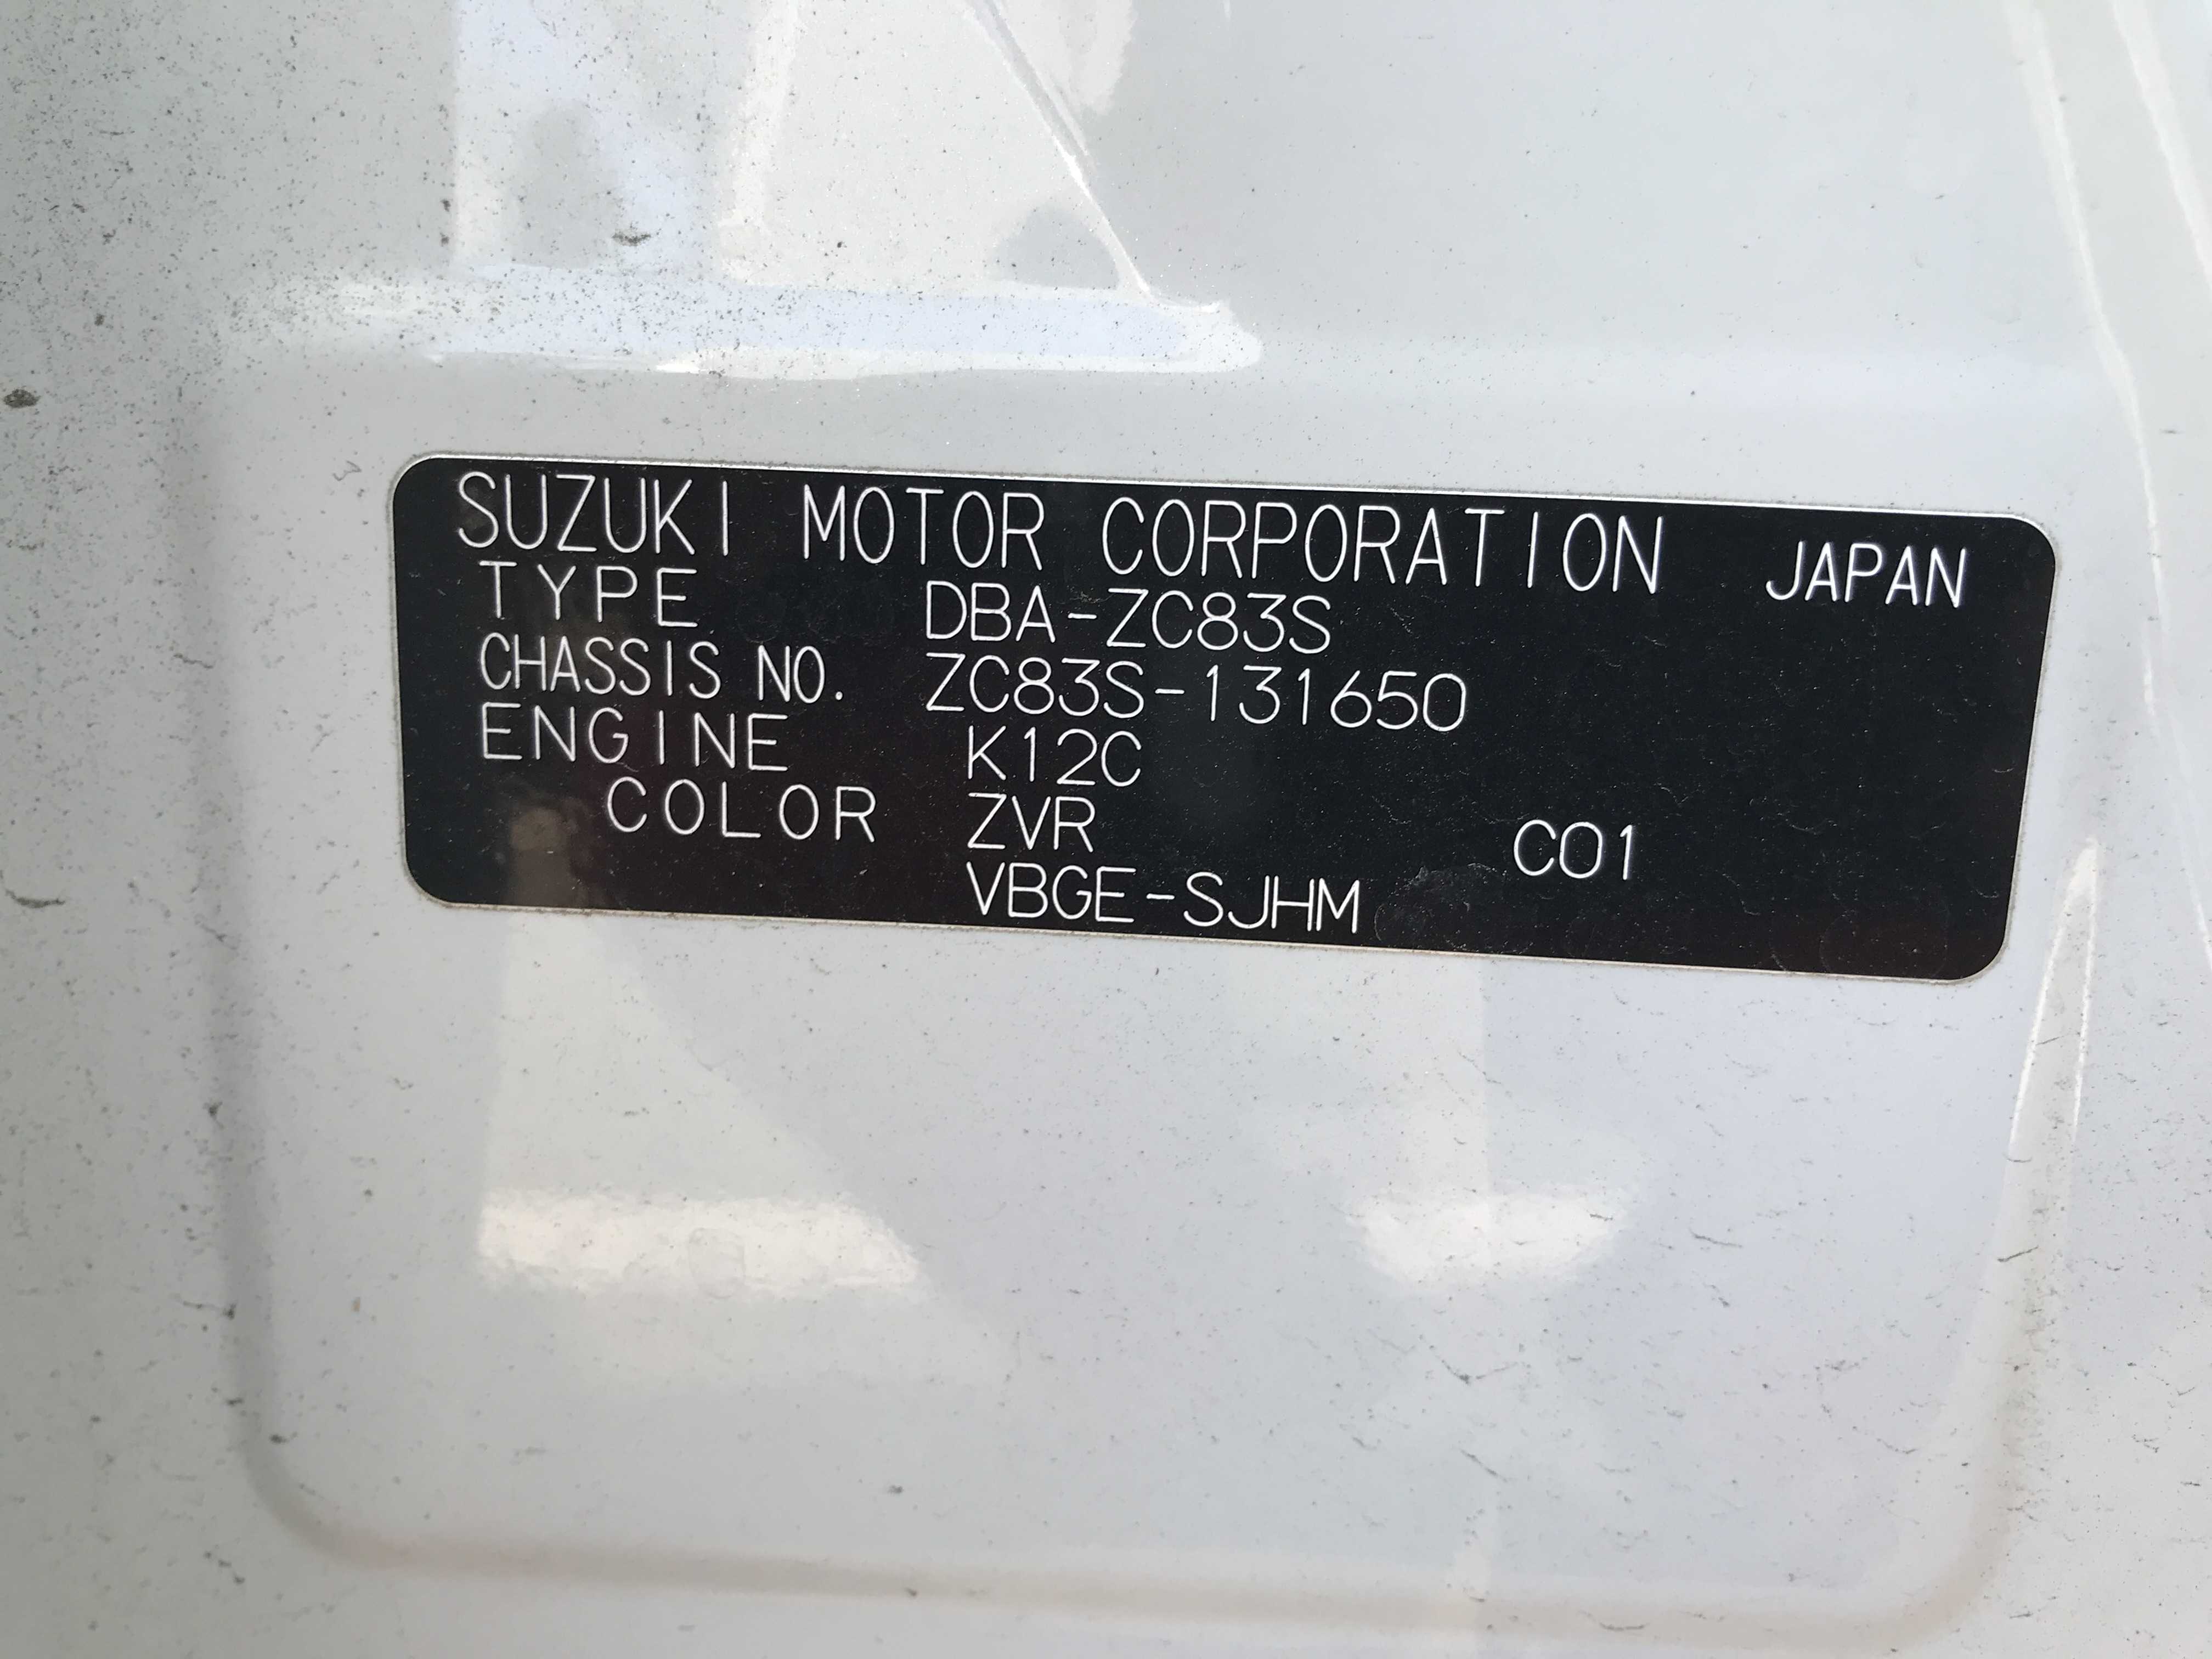 SUZUKI MOTOR CORPORATION JAPAN
TYPE DBA-ZC83S
CHASSIS NO. ZC83S-131650
ENGINE K12C
COLOR ZVR C01
VBGE-SJHM